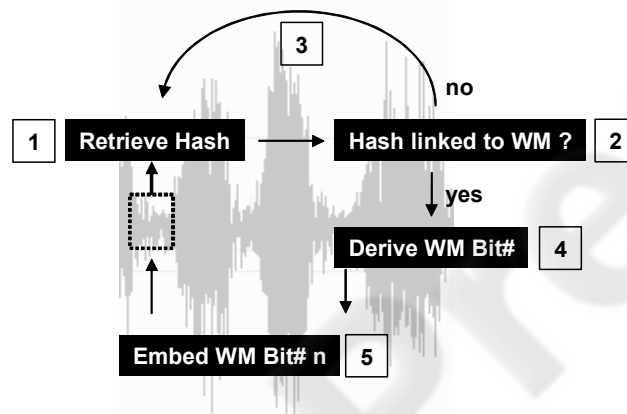 3
no
1
Retrieve Hash
Hash linked to WM ?
2
yes
Derive WM Bit#
4
Embed WM Bit# n
5